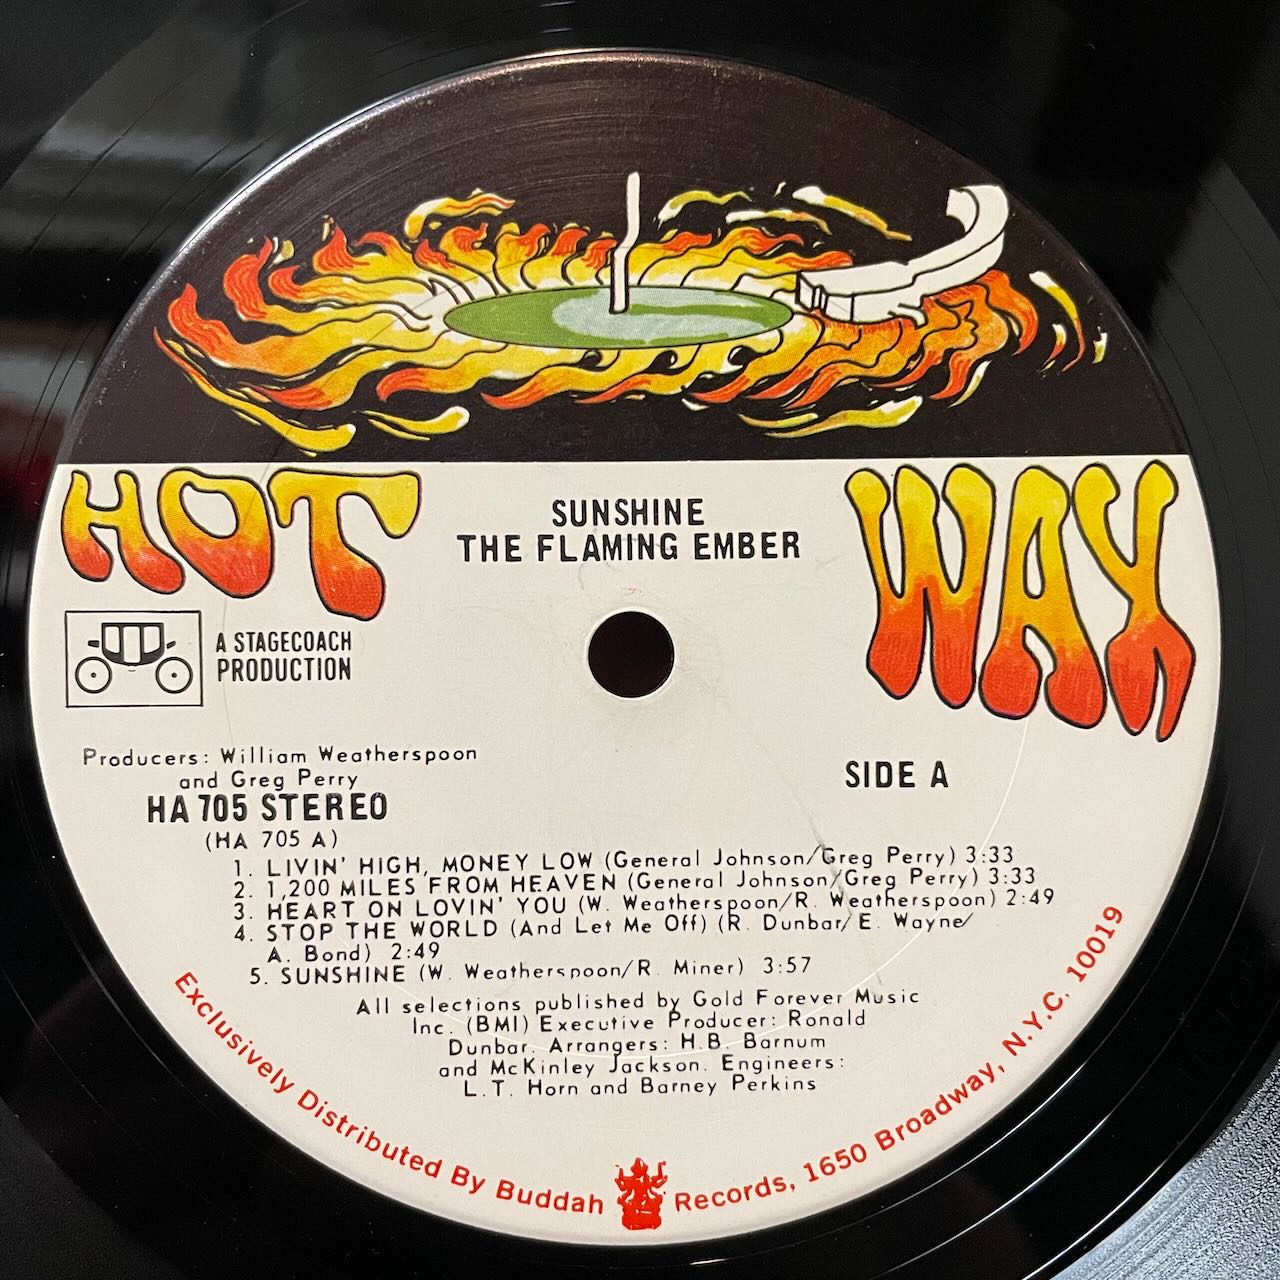 HOT WAX
SUNSHINE
THE FLAMING EMBER
A STAGECOACH
PRODUCTION
Producers: William Weatherspoon
and Greg Perry
HA 705 STEREO
(HA 705 A)
SIDE A
1. LIVIN' HIGH, MONEY LOW (General Johnson/Greg Perry) 3:33
2. 1,200 MILES FROM HEAVEN (General Johnson/Greg Perry) 3:33
3. HEART ON LOVIN' YOU (W. Weatherspoon/R. Weatherspoon) 2:49
4. STOP THE WORLD (And Let Me Off) (R. Dunbar/E. Wayne/
A. Bond) 2:49
5. SUNSHINE (W. Weatherspoon/R. Miner) 3:57
All selections published by Gold Forever Music
Inc. (BMI) Executive Producer: Ronald
Dunbar. Arrangers: H.B. Barnum
and McKinley Jackson. Engineers:
L.T. Horn and Barney Perkins
Exclusively Distributed By Buddah Records, 1650 Broadway, N.Y.C. 10019